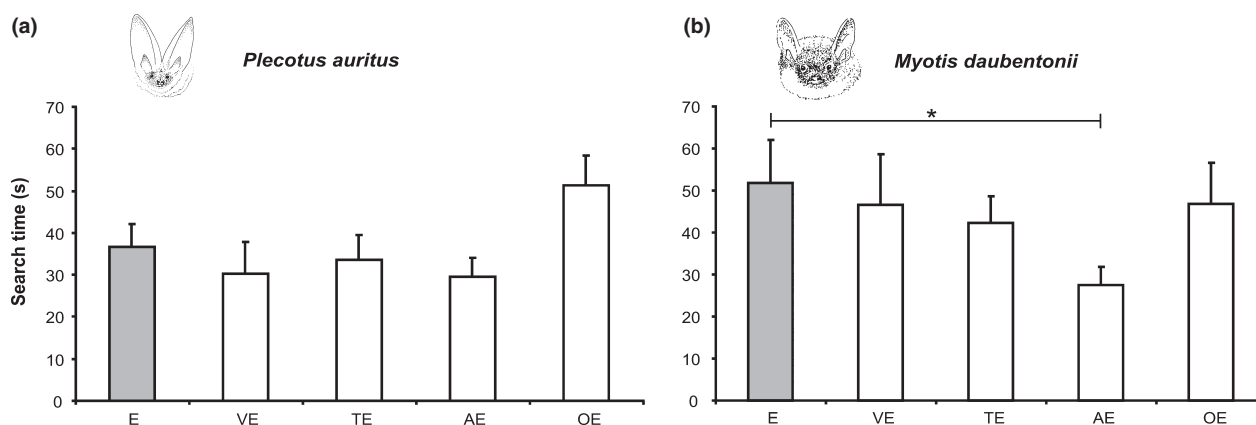 (a)
Plecotus auritus
70
60
50
40
30
20
10
0
Search time (s)
E VE TE AE OE
(b)
Myotis daubentonii
70
60
50
40
30
20
10
0
*
E VE TE AE OE